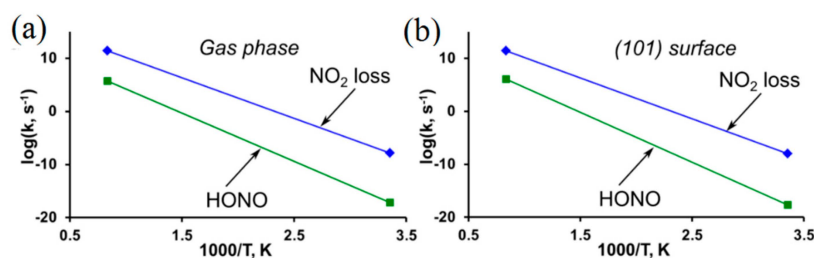 (a)
Gas phase
NO₂ loss
HONO
log(k, s⁻¹)
10
0
-10
-20
0.5
1.5
2.5
3.5
1000/T, K
(b)
(101) surface
NO₂ loss
HONO
log(k, s⁻¹)
10
0
-10
-20
0.5
1.5
2.5
3.5
1000/T, K